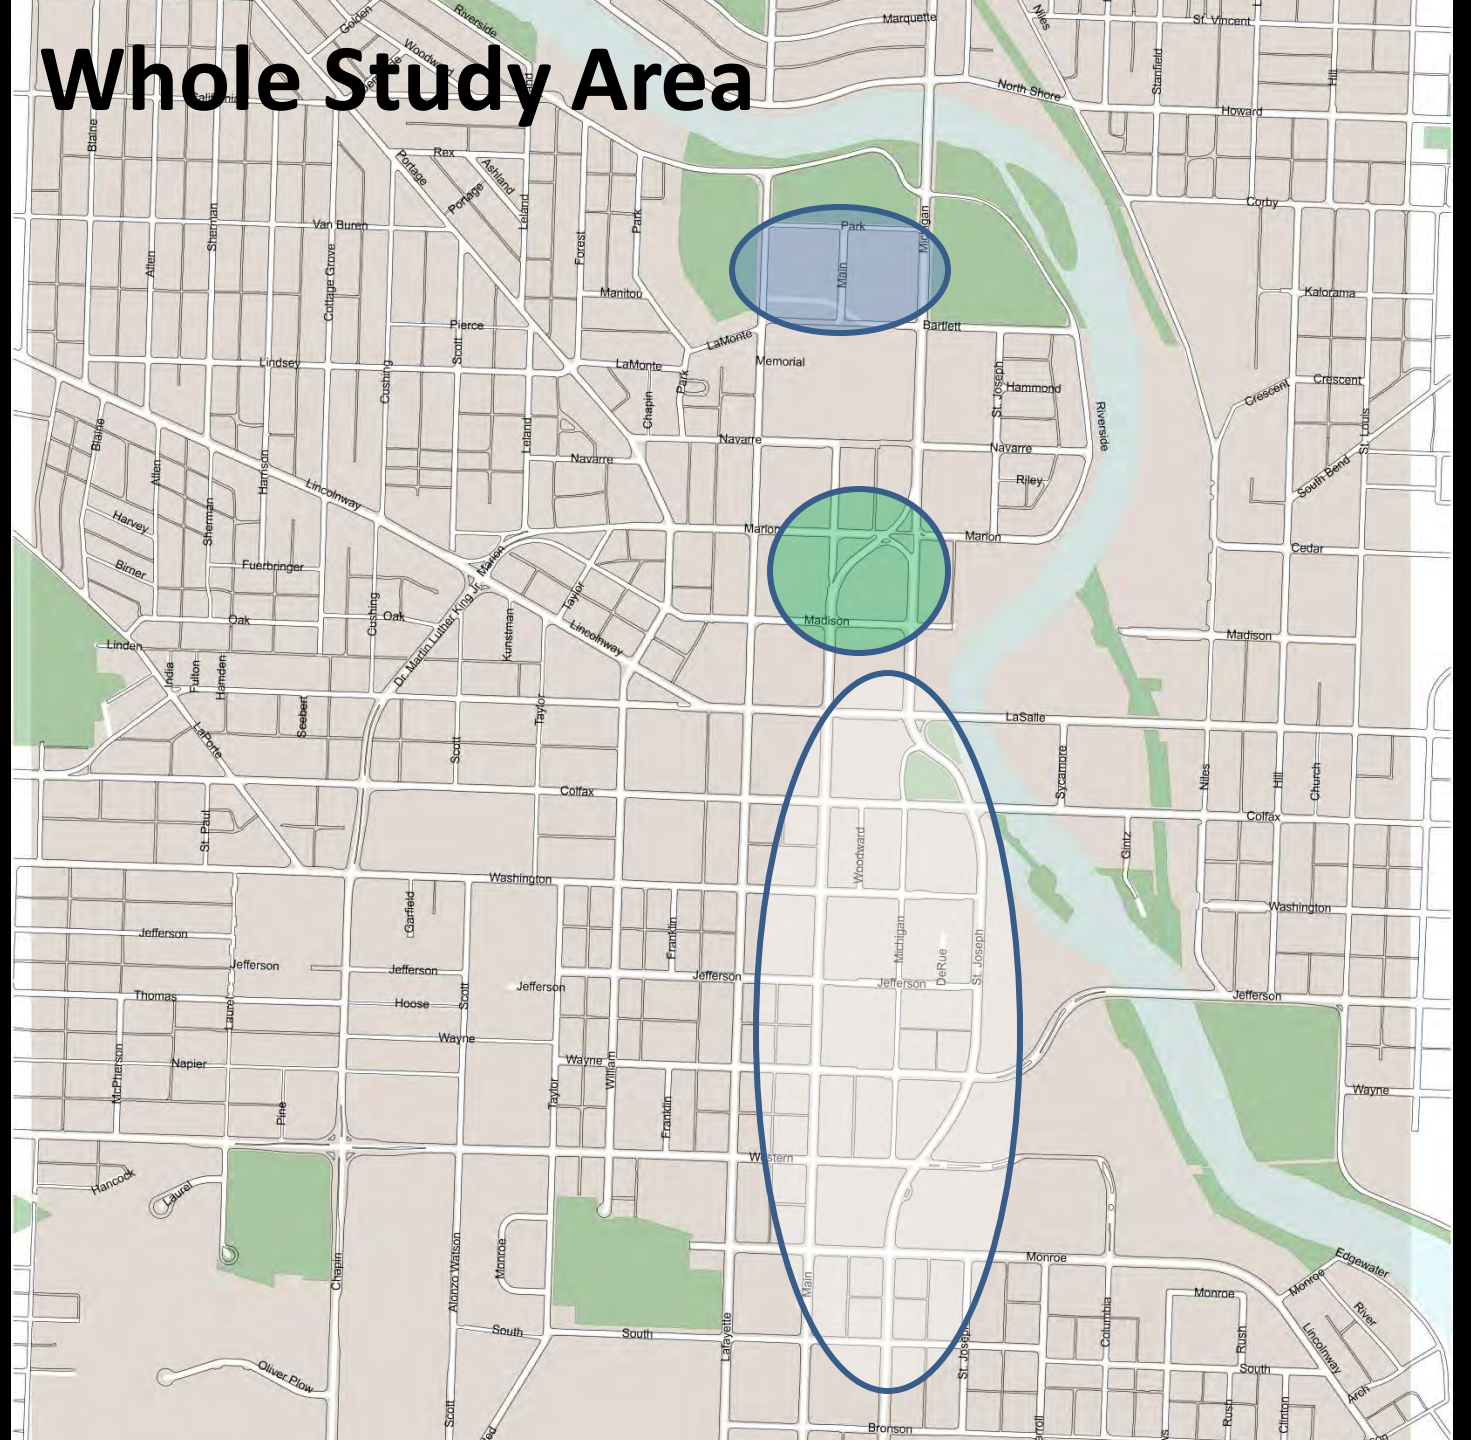 Whole Study Area
Golden
Riverside
Woodward
Marquette
Niles
St. Vincent
Stanfield
Hill
North Shore
Howard
Blaine
Rex
Portage
Ashland
Portage
Leland
Sherman
Van Buren
Allen
Cottage Grove
Forest
Park
Park
Michigan
Main
Corby
Manitou
Kalorama
Pierce
Scott
Bartlett
LaMonte
Memorial
Lindsey
LaMonte
Park
Cushing
Chapin
St. Joseph
Hammond
Crescent
Crescent
St. Louis
Riverside
Blaine
Leland
Navarre
Navarre
Navarre
Allen
Harrison
Lincolnway
Riley
South Bend
Sherman
Harvey
Marion
Marion
Marion
Cedar
Birner
Fuerbringer
Dr. Martin Luther King Jr.
Taylor
Cushing
Oak
Oak
Kunstman
Lincolnway
Madison
Madison
Linden
India
Fulton
Hamden
Seebert
LaPorte
Scott
Taylor
LaSalle
Sycamore
Niles
Hill
Church
Colfax
Colfax
St. Paul
Woodward
Gintz
Washington
Washington
Garfield
Franklin
Michigan
DeRue
St. Joseph
Jefferson
Jefferson
Jefferson
Jefferson
Jefferson
Jefferson
Jefferson
Thomas
Laurel
Hoose
Scott
Wayne
Wayne
Wayne
McPherson
Napier
William
Taylor
Pine
Franklin
Western
Hancock
Laurel
Chapin
Alonzo Watson
Monroe
Monroe
Main
Edgewater
Monroe
Monroe
River
Lafayette
South
South
St. Joseph
Columbia
Rush
Lincolnway
South
Oliver Plow
Arch
Scott
Bronson
Rush
Clinton